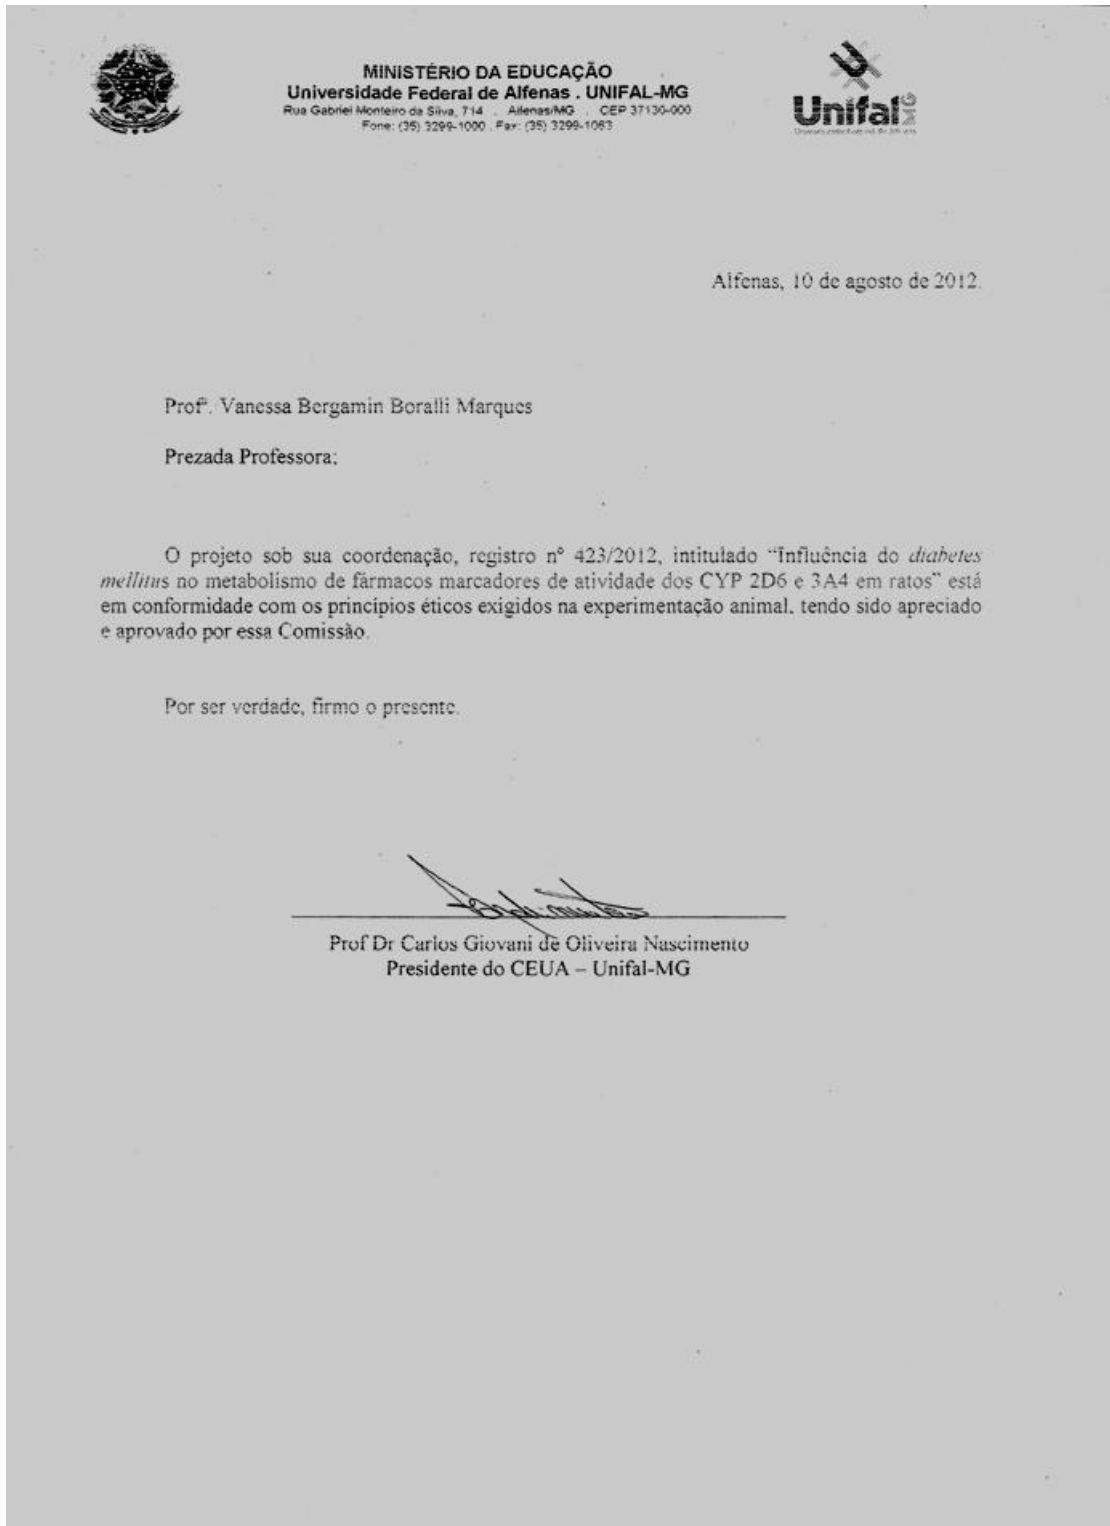 MINISTÉRIO DA EDUCAÇÃO
Universidade Federal de Alfenas . UNIFAL-MG
Rua Gabriel Monteiro da Silva, 714 . Alfenas/MG . CEP 37130-000
Fone: (35) 3299-1000 . Fax: (35) 3299-1063
Unifal MG
Universidade Federal de Alfenas
Alfenas, 10 de agosto de 2012.
Profª. Vanessa Bergamin Boralli Marques
Prezada Professora:
O projeto sob sua coordenação, registro nº 423/2012, intitulado “Influência do diabetes
mellitus no metabolismo de fármacos marcadores de atividade dos CYP 2D6 e 3A4 em ratos” está
em conformidade com os princípios éticos exigidos na experimentação animal, tendo sido apreciado
e aprovado por essa Comissão.
Por ser verdade, firmo o presente.
Prof Dr Carlos Giovani de Oliveira Nascimento
Presidente do CEUA – Unifal-MG